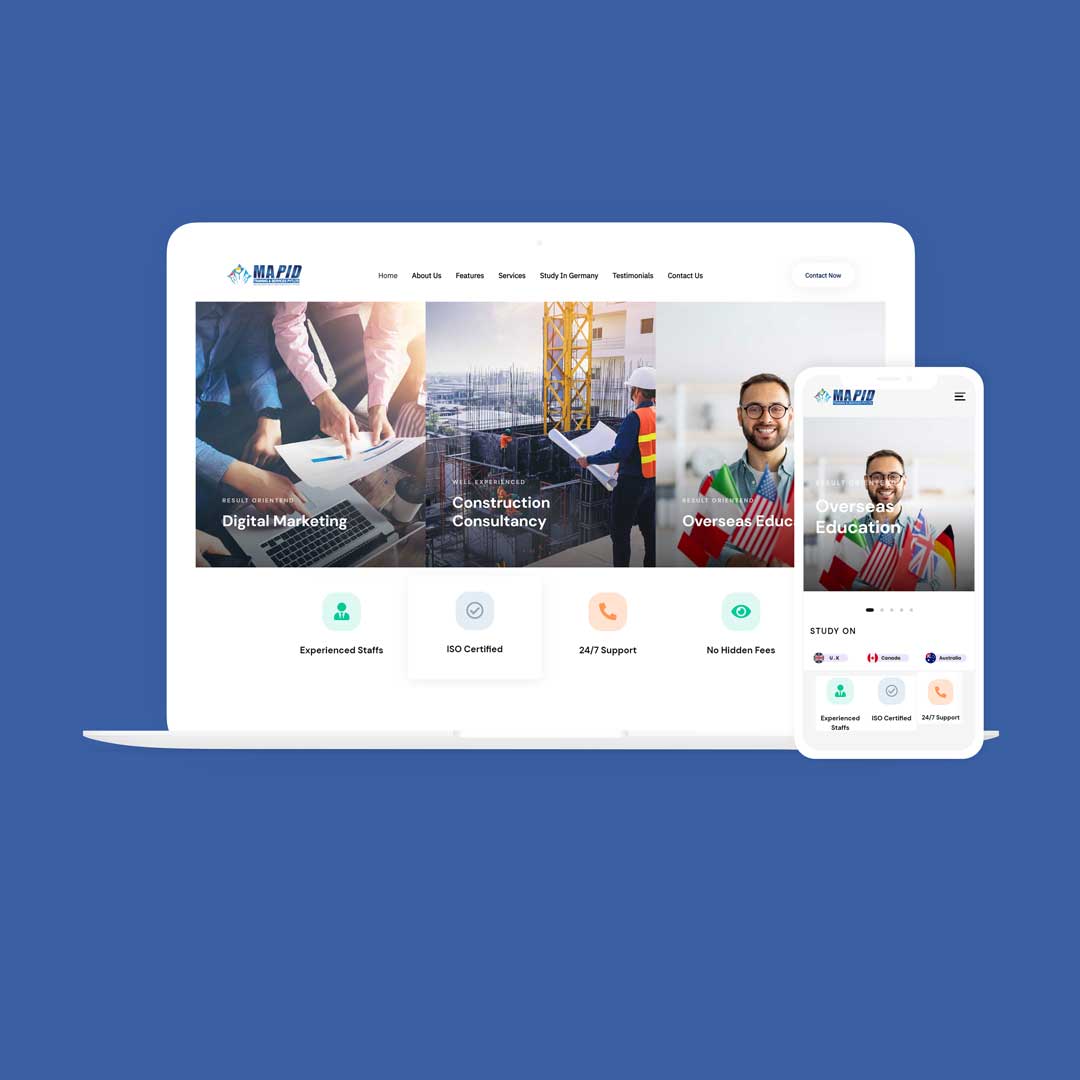 MAPID
Home About Us Features Services Study In Germany Testimonials Contact Us
Contact Now
RESULT ORIENTEND
Digital Marketing
WELL EXPERIENCED
Construction
Consultancy
RESULT ORIENTEND
Overseas Educ
Experienced Staffs
ISO Certified
24/7 Support
No Hidden Fees
MAPID
RESULT ORIENTEND
Overseas
Education
STUDY ON
U.K Canada Australia
Experienced
Staffs
ISO Certified
24/7 Support